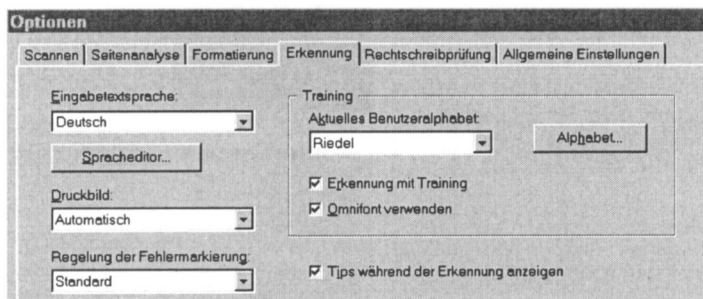 Optionen
Scannen Seitenanalyse Formatierung Erkennung Rechtschreibprüfung Allgemeine Einstellungen
Eingabetextsprache:
Deutsch
Spracheditor...
Druckbild:
Automatisch
Regelung der Fehlermarkierung:
Standard
Training
Aktuelles Benutzeralphabet:
Riedel
Alphabet...
Erkennung mit Training
Omnifont verwenden
Tips während der Erkennung anzeigen